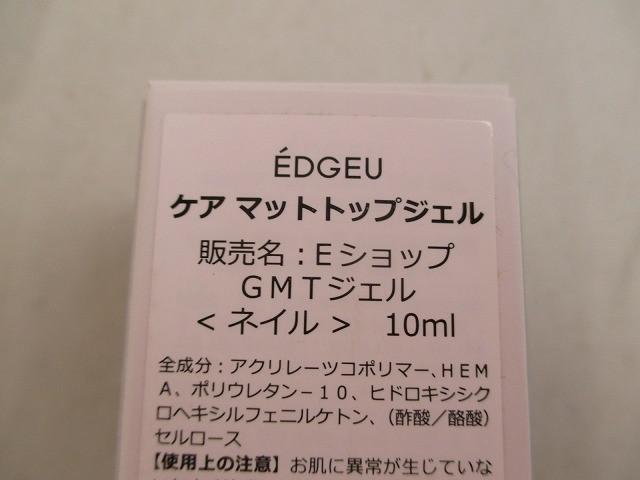 ÉDGEU
ケア マットトップジェル
販売名：Eショップ
GMTジェル
<ネイル> 10ml
全成分：アクリレーツコポリマー、HEM
A、ポリウレタン－10、ヒドロキシシク
ロヘキシルフェニルケトン、（酢酸／酪酸）
セルロース
【使用上の注意】お肌に異常が生じていな